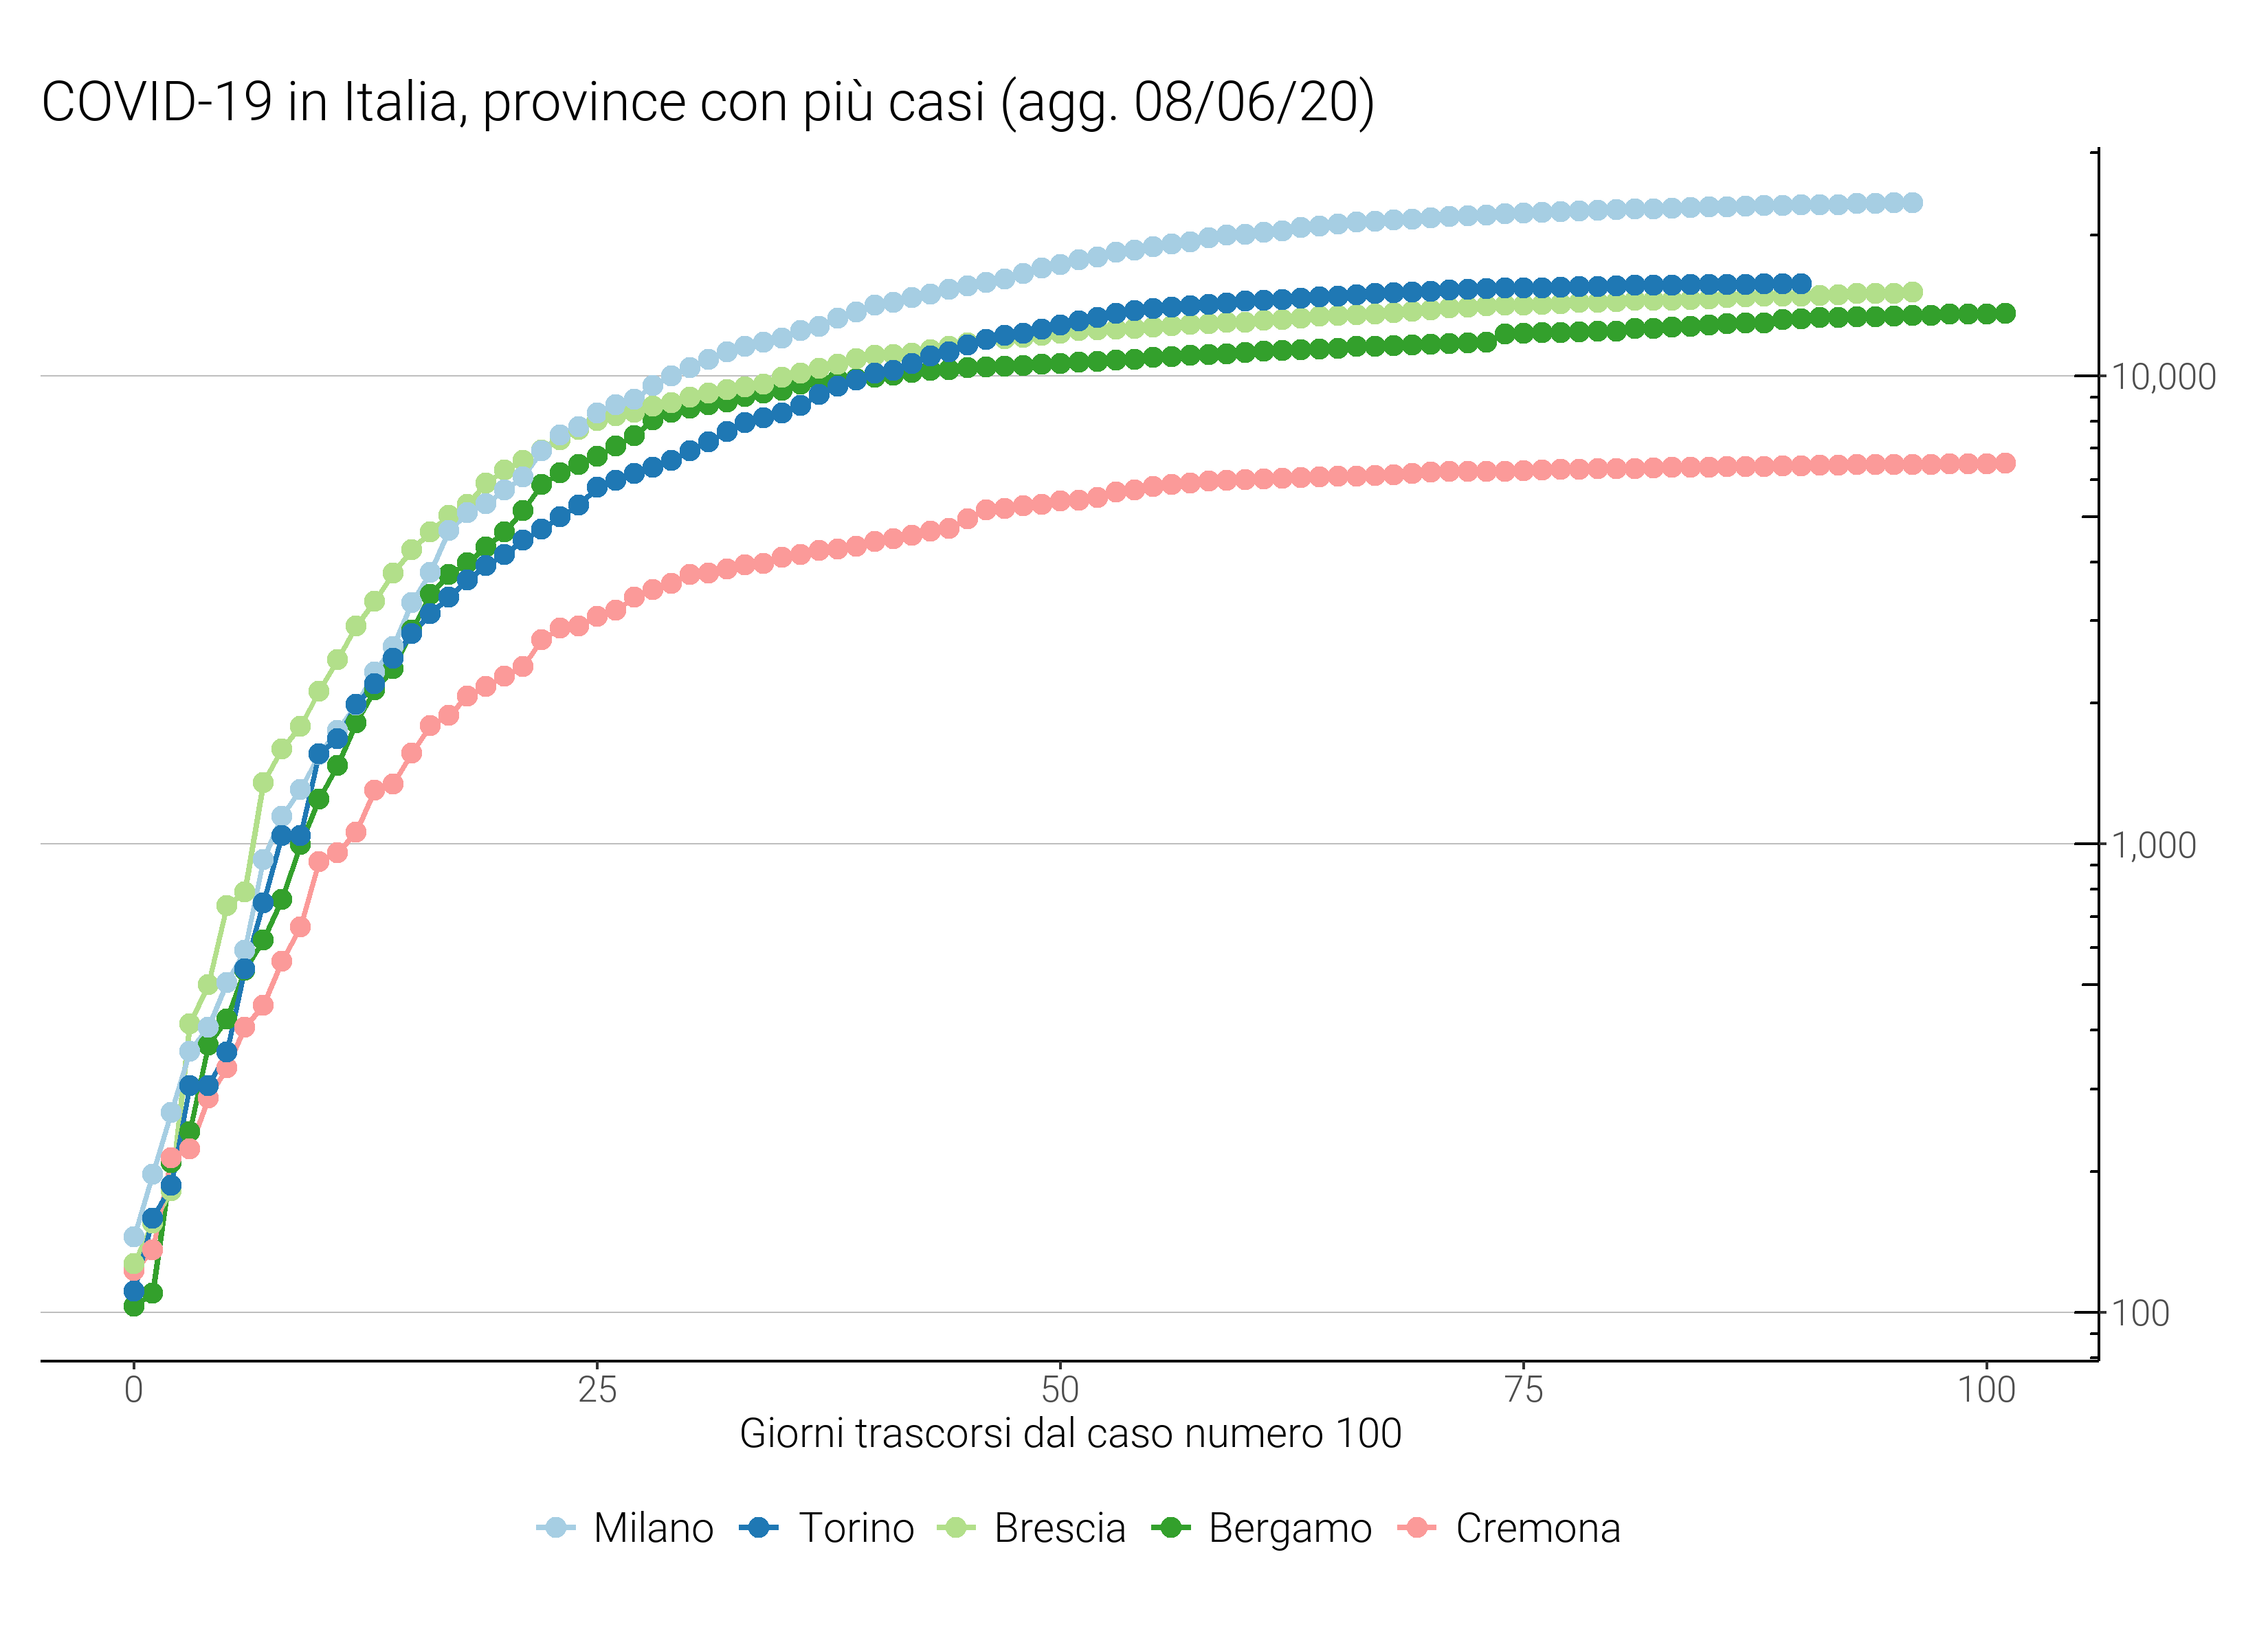 COVID-19 in Italia, province con più casi (agg. 08/06/20)
10,000
1,000
100
0 25 50 75 100
Giorni trascorsi dal caso numero 100
Milano Torino Brescia Bergamo Cremona